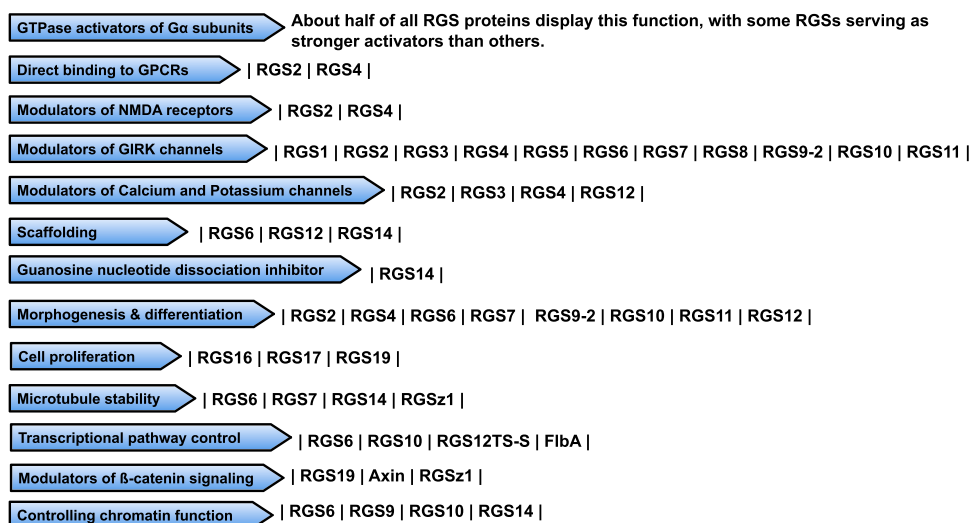 GTPase activators of Gα subunits About half of all RGS proteins display this function, with some RGSs serving as
stronger activators than others.
Direct binding to GPCRs | RGS2 | RGS4 |
Modulators of NMDA receptors | RGS2 | RGS4 |
Modulators of GIRK channels | RGS1 | RGS2 | RGS3 | RGS4 | RGS5 | RGS6 | RGS7 | RGS8 | RGS9-2 | RGS10 | RGS11 |
Modulators of Calcium and Potassium channels | RGS2 | RGS3 | RGS4 | RGS12 |
Scaffolding | RGS6 | RGS12 | RGS14 |
Guanosine nucleotide dissociation inhibitor | RGS14 |
Morphogenesis & differentiation | RGS2 | RGS4 | RGS6 | RGS7 | RGS9-2 | RGS10 | RGS11 | RGS12 |
Cell proliferation | RGS16 | RGS17 | RGS19 |
Microtubule stability | RGS6 | RGS7 | RGS14 | RGSz1 |
Transcriptional pathway control | RGS6 | RGS10 | RGS12TS-S | FlbA |
Modulators of ß-catenin signaling | RGS19 | Axin | RGSz1 |
Controlling chromatin function | RGS6 | RGS9 | RGS10 | RGS14 |